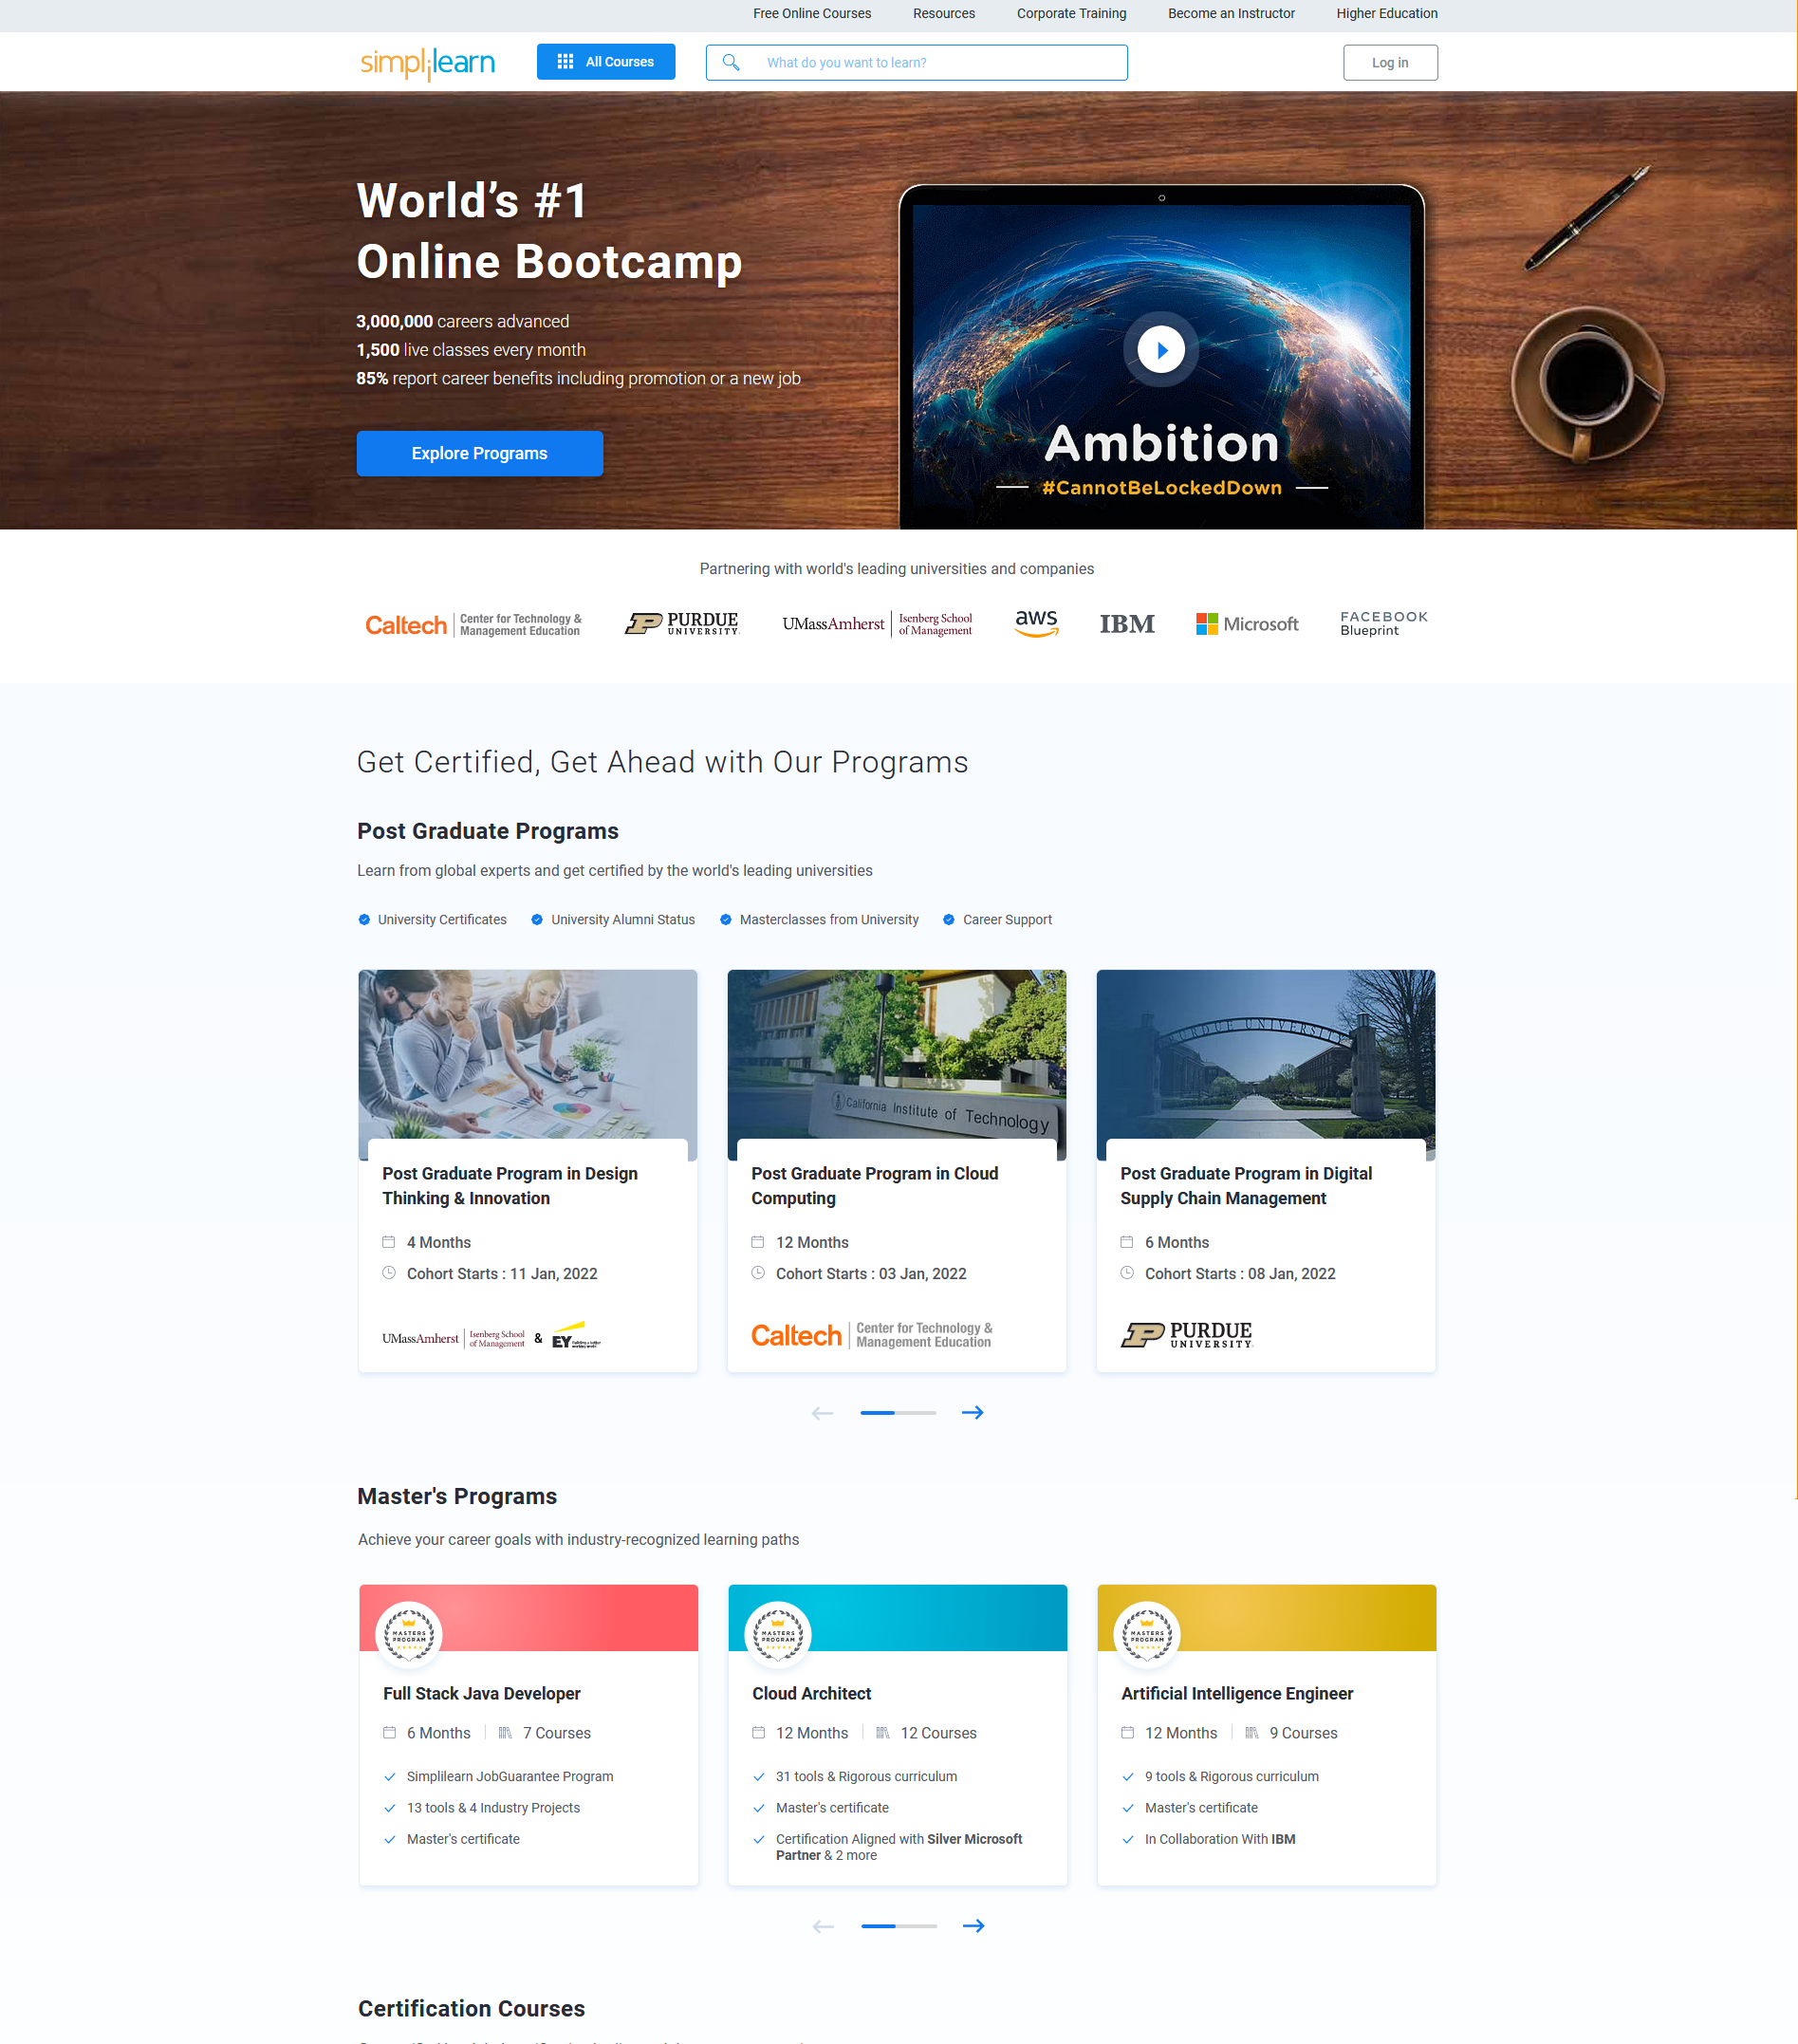 Free Online Courses Resources Corporate Training Become an Instructor Higher Education
simplilearn All Courses What do you want to learn? Log in
World’s #1
Online Bootcamp
3,000,000 careers advanced
1,500 live classes every month
85% report career benefits including promotion or a new job
Explore Programs
Ambition
#CannotBeLockedDown
Partnering with world's leading universities and companies
Caltech Center for Technology & Management Education
PURDUE UNIVERSITY
UMassAmherst Isenberg School of Management
aws
IBM
Microsoft
FACEBOOK Blueprint
Get Certified, Get Ahead with Our Programs
Post Graduate Programs
Learn from global experts and get certified by the world's leading universities
University Certificates University Alumni Status Masterclasses from University Career Support
Post Graduate Program in Design
Thinking & Innovation
4 Months
Cohort Starts : 11 Jan, 2022
UMassAmherst Isenberg School of Management & EY
California Institute of Technology
Post Graduate Program in Cloud
Computing
12 Months
Cohort Starts : 03 Jan, 2022
Caltech Center for Technology & Management Education
PURDUE UNIVERSITY
Post Graduate Program in Digital
Supply Chain Management
6 Months
Cohort Starts : 08 Jan, 2022
PURDUE UNIVERSITY
Master's Programs
Achieve your career goals with industry-recognized learning paths
MASTERS
PROGRAM
Full Stack Java Developer
6 Months 7 Courses
Simplilearn JobGuarantee Program
13 tools & 4 Industry Projects
Master's certificate
MASTERS
PROGRAM
Cloud Architect
12 Months 12 Courses
31 tools & Rigorous curriculum
Master's certificate
Certification Aligned with Silver Microsoft
Partner & 2 more
MASTERS
PROGRAM
Artificial Intelligence Engineer
12 Months 9 Courses
9 tools & Rigorous curriculum
Master's certificate
In Collaboration With IBM
Certification Courses